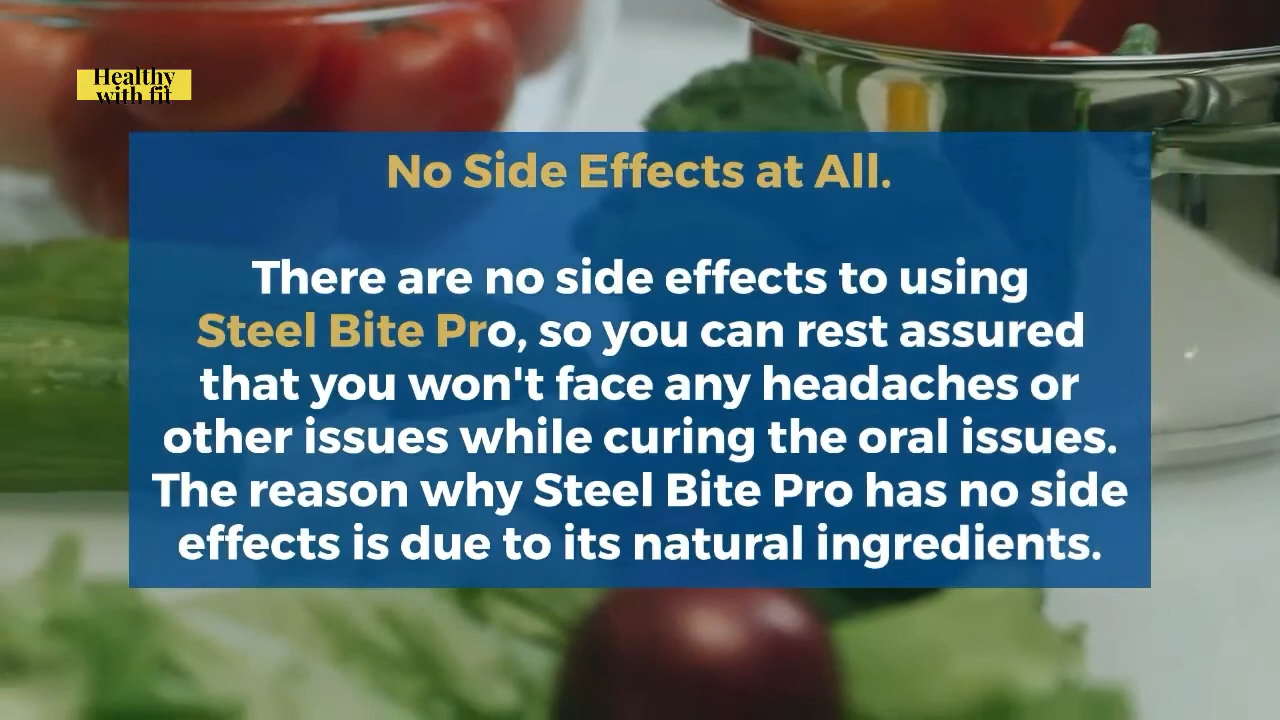 Healthy
with fit
No Side Effects at All.
There are no side effects to using
Steel Bite Pro, so you can rest assured
that you won't face any headaches or
other issues while curing the oral issues.
The reason why Steel Bite Pro has no side
effects is due to its natural ingredients.